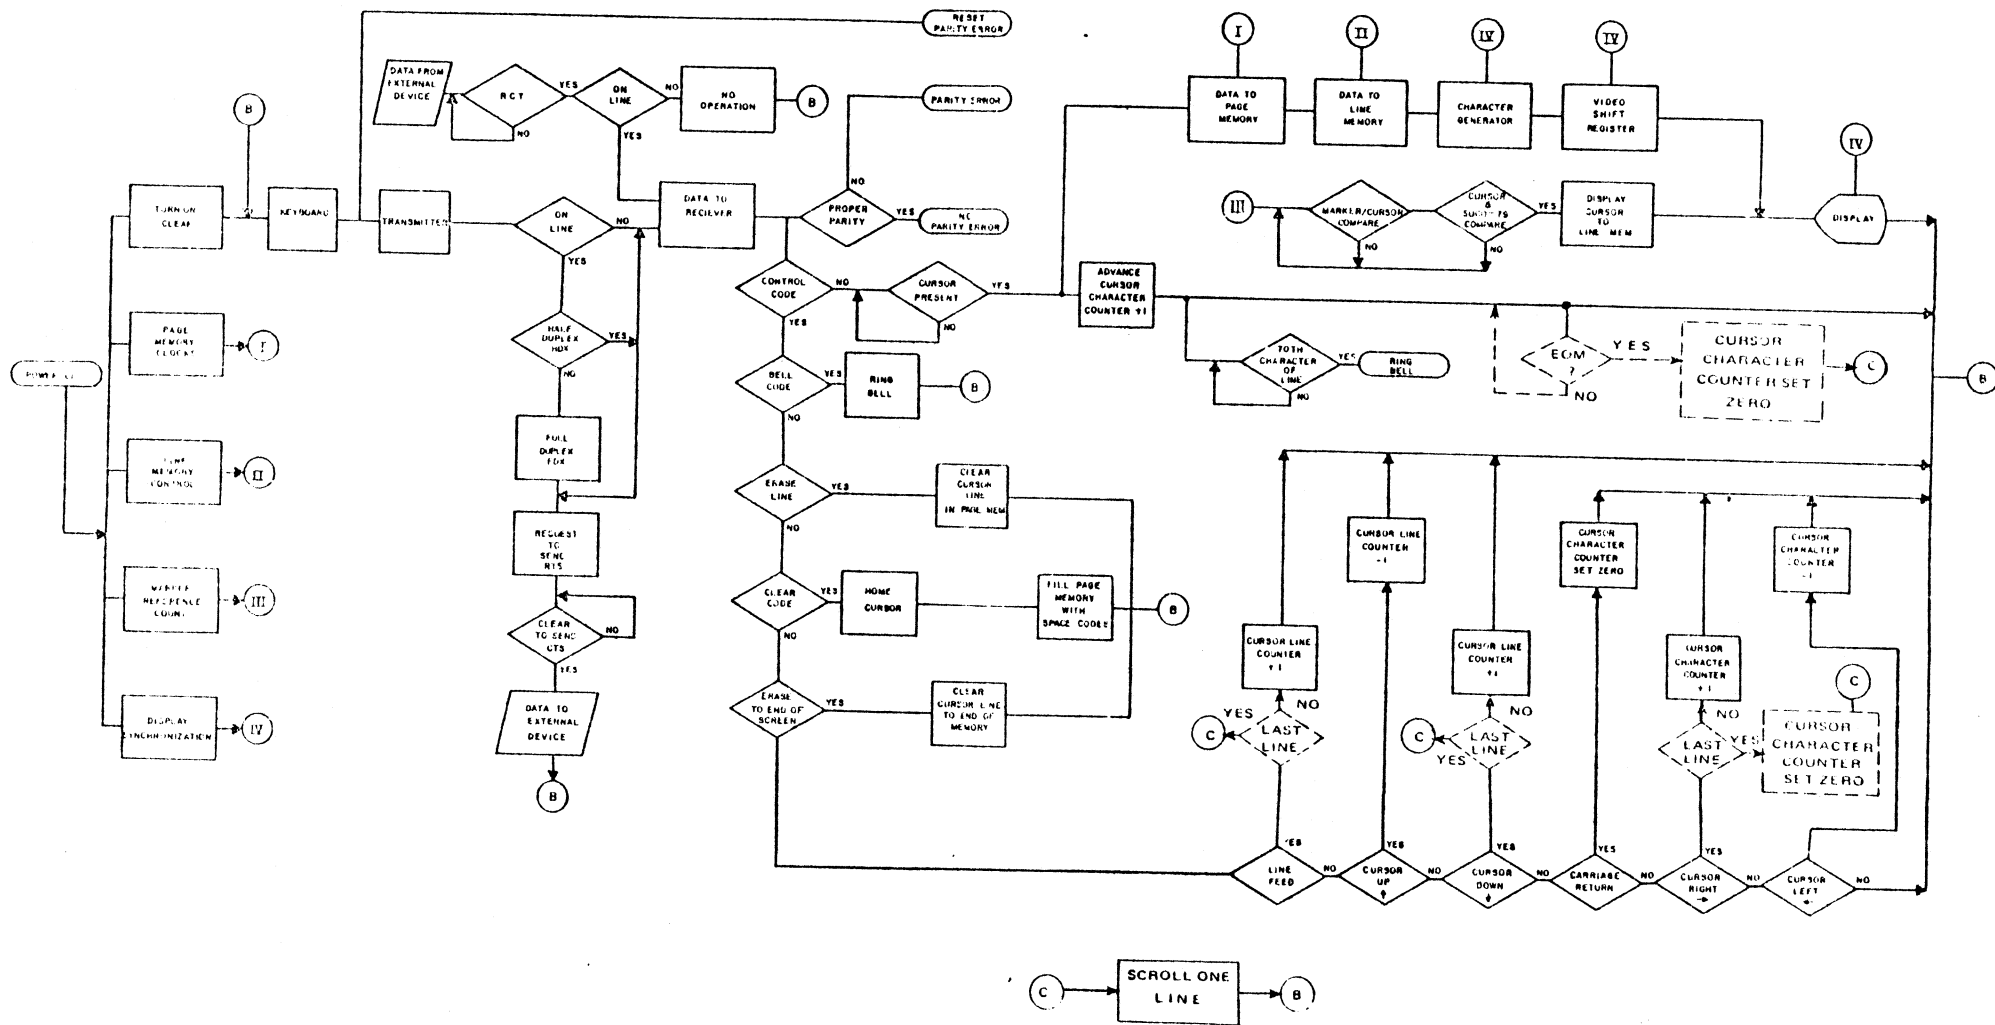 RESET
PARITY ERROR
DATA FROM
EXTERNAL
DEVICE
RCT
YES
NO
ON
LINE
NO
YES
NO
OPERATION
B
PARITY ERROR
NO
B
TURN ON
CLEAR
KEYBOARD
TRANSMITTER
ON
LINE
NO
YES
DATA TO
RECIEVER
PROPER
PARITY
YES
NO
PARITY ERROR
I
DATA TO
PAGE
MEMORY
II
DATA TO
LINE
MEMORY
IV
CHARACTER
GENERATOR
IV
VIDEO
SHIFT
REGISTER
III
MARKER/CURSOR
COMPARE
NO
CURSOR
&
COMPARE
YES
NO
DISPLAY
CURSOR
TO
LINE MEM
IV
DISPLAY
B
POWER
PAGE
MEMORY
CLOCKS
I
LINE
MEMORY
CONTROL
II
MARKER
REFERENCE
COUNT
III
DISPLAY
SYNCHRONIZATION
IV
HALF
DUPLEX
HDX
YES
NO
FULL
DUPLEX
FDX
REQUEST
TO
SEND
RTS
CLEAR
TO SEND
CTS
NO
YES
DATA TO
EXTERNAL
DEVICE
B
CONTROL
CODE
NO
YES
CURSOR
PRESENT
YES
NO
ADVANCE
CURSOR
CHARACTER
COUNTER +1
70TH
CHARACTER
OF
LINE
YES
NO
RING
BELL
EOM
?
YES
NO
CURSOR
CHARACTER
COUNTER SET
ZERO
C
BELL
CODE
YES
NO
RING
BELL
B
ERASE
LINE
YES
NO
CLEAR
CURSOR
LINE
IN PAGE MEM
CLEAR
CODE
YES
NO
HOME
CURSOR
FILL PAGE
MEMORY
WITH
SPACE CODES
B
ERASE
TO END OF
SCREEN
YES
CLEAR
CURSOR LINE
TO END OF
MEMORY
CURSOR LINE
COUNTER
+1
NO
YES
C
LAST
LINE
YES
LINE
FEED
NO
CURSOR LINE
COUNTER
-1
YES
CURSOR
UP
NO
CURSOR LINE
COUNTER
+1
NO
C
YES
LAST
LINE
YES
CURSOR
DOWN
NO
CURSOR
CHARACTER
COUNTER
SET ZERO
YES
CARRIAGE
RETURN
NO
CURSOR
CHARACTER
COUNTER
+1
NO
LAST
LINE
YES
YES
CURSOR
RIGHT
NO
CURSOR
CHARACTER
COUNTER
-1
C
CURSOR
CHARACTER
COUNTER
SET ZERO
CURSOR
LEFT
NO
C
SCROLL ONE
LINE
B